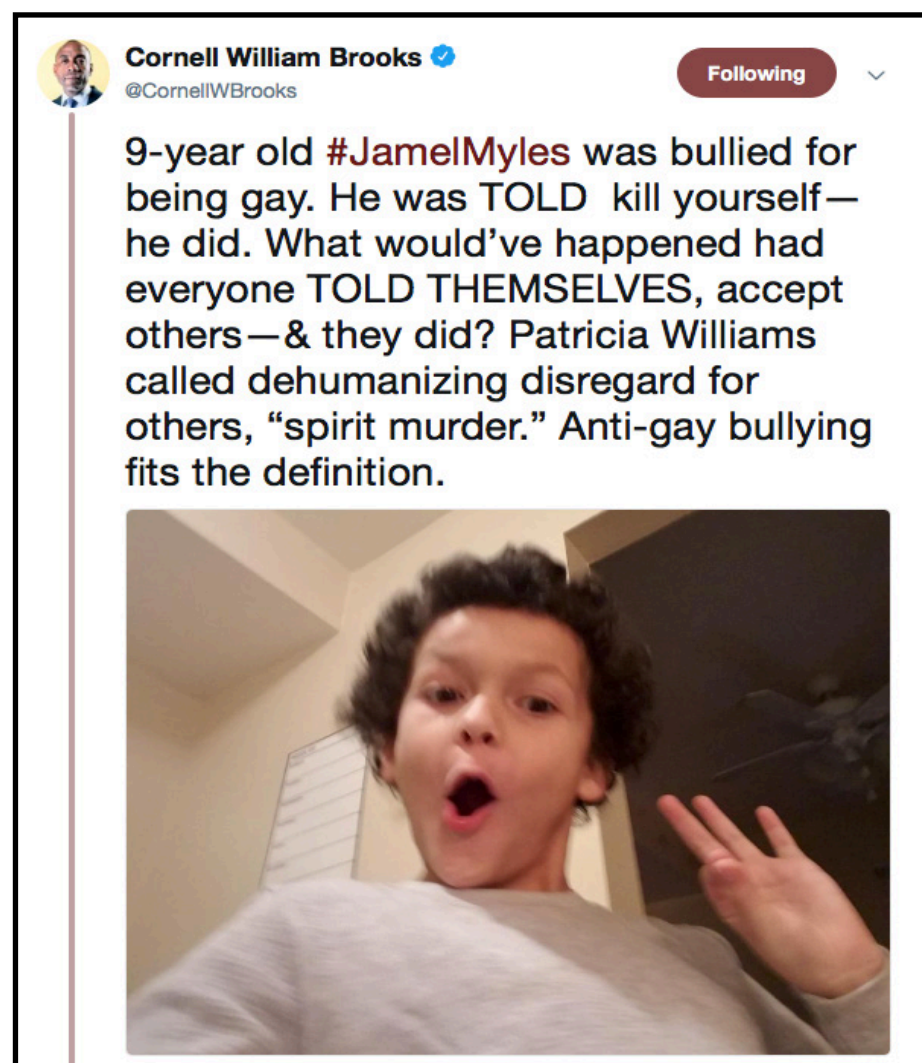 Cornell William Brooks
@CornellWBrooks
Following
9-year old #JamelMyles was bullied for
being gay. He was TOLD  kill yourself—
he did. What would’ve happened had
everyone TOLD THEMSELVES, accept
others—& they did? Patricia Williams
called dehumanizing disregard for
others, “spirit murder.” Anti-gay bullying
fits the definition.